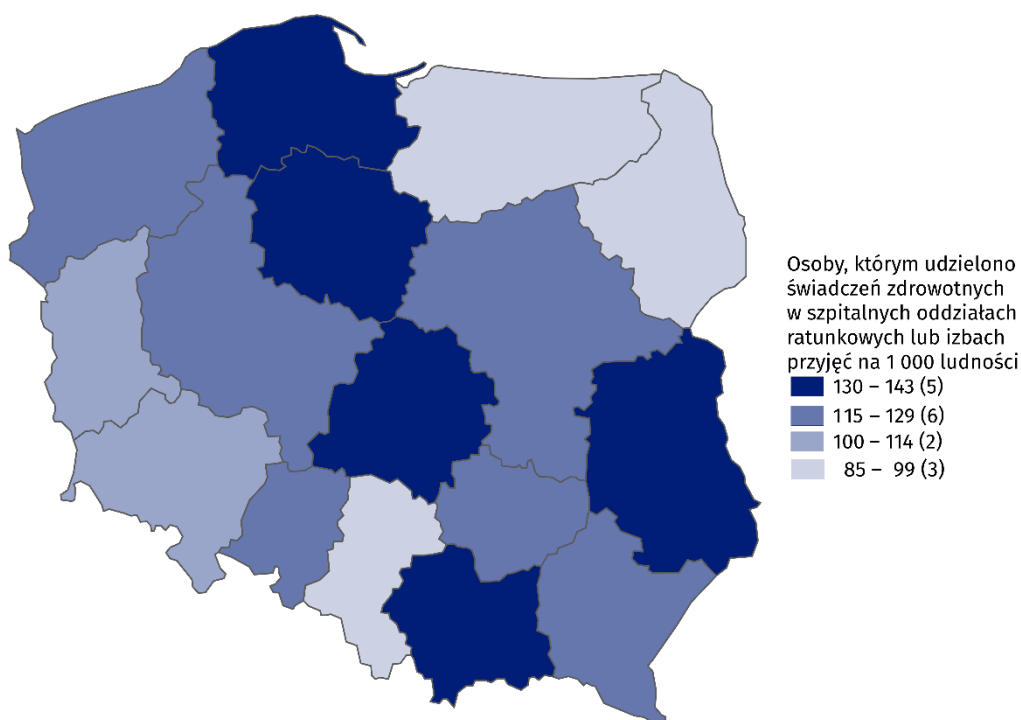 Osoby, którym udzielono
świadczeń zdrowotnych
w szpitalnych oddziałach
ratunkowych lub izbach
przyjęć na 1 000 ludności
130 – 143 (5)
115 – 129 (6)
100 – 114 (2)
85 – 99 (3)